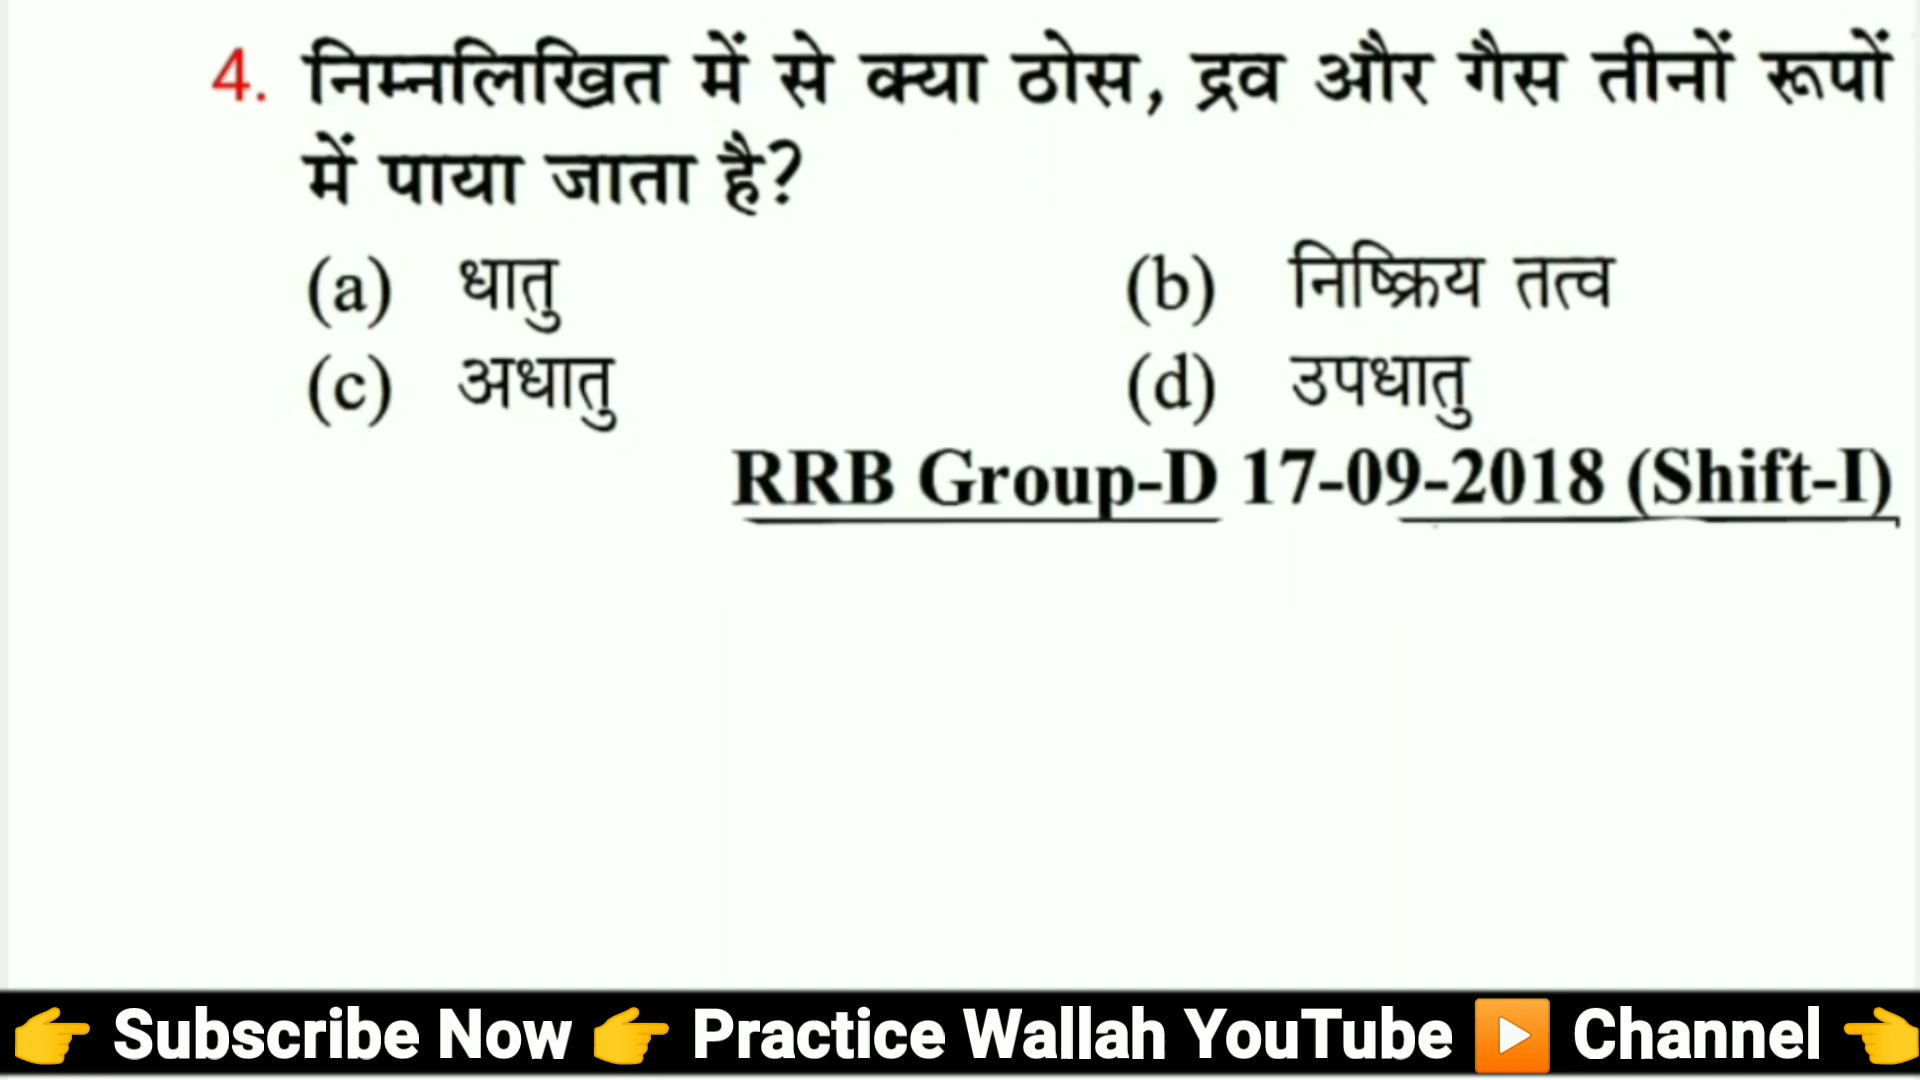 4. निम्नलिखित में से क्या ठोस, द्रव और गैस तीनों रूपों
में पाया जाता है?
(a) धातु (b) निष्क्रिय तत्व
(c) अधातु (d) उपधातु
RRB Group-D 17-09-2018 (Shift-I)
👉 Subscribe Now 👉 Practice Wallah YouTube ▶️ Channel 👈